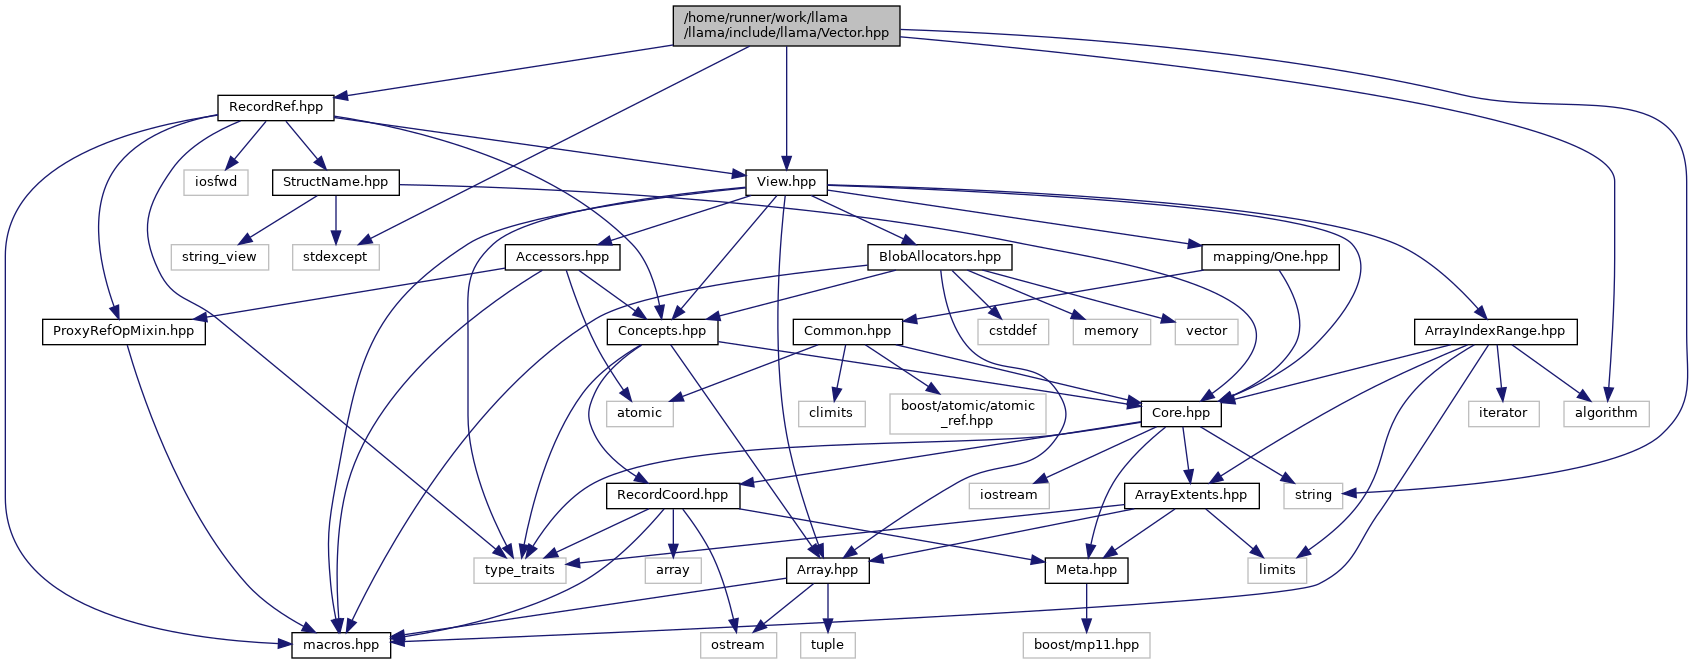 /home/runner/work/llama
/llama/include/llama/Vector.hpp
RecordRef.hpp
iosfwd
StructName.hpp
View.hpp
string_view
stdexcept
Accessors.hpp
BlobAllocators.hpp
mapping/One.hpp
ProxyRefOpMixin.hpp
Concepts.hpp
Common.hpp
cstddef
memory
vector
ArrayIndexRange.hpp
atomic
climits
boost/atomic/atomic
_ref.hpp
Core.hpp
iterator
algorithm
RecordCoord.hpp
iostream
ArrayExtents.hpp
string
type_traits
array
Array.hpp
Meta.hpp
limits
macros.hpp
ostream
tuple
boost/mp11.hpp